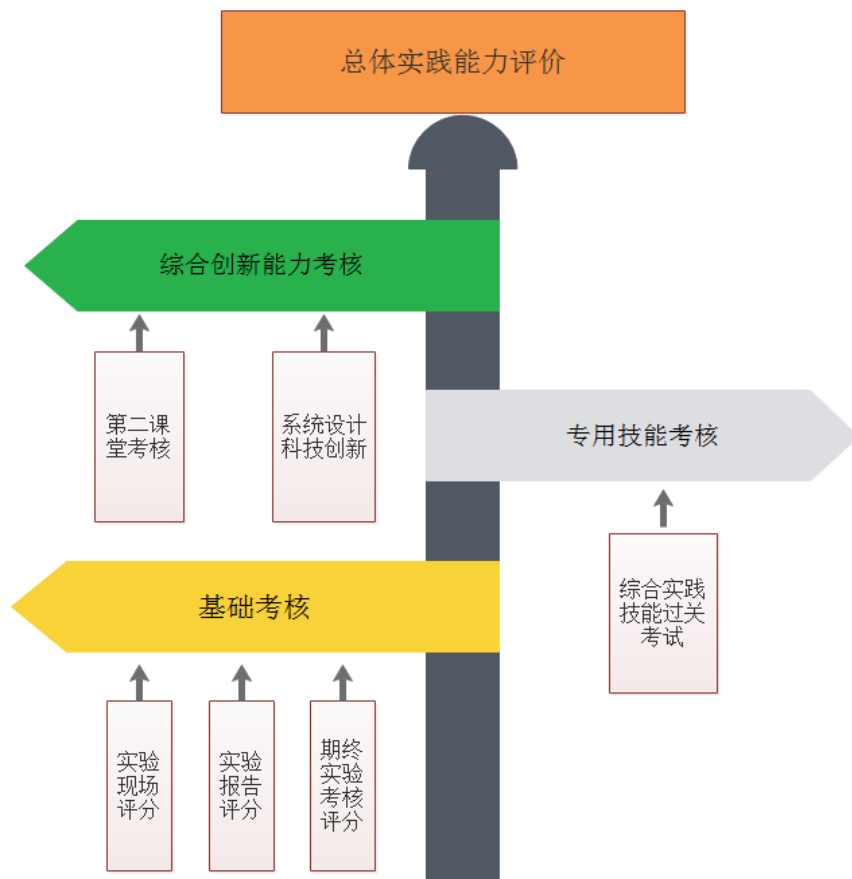 总体实践能力评价
综合创新能力考核
第二课
堂考核
系统设计
科技创新
专用技能考核
综合实践
技能过关
考试
基础考核
实验
现场
评分
实验
报告
评分
期终
实验
考核
评分